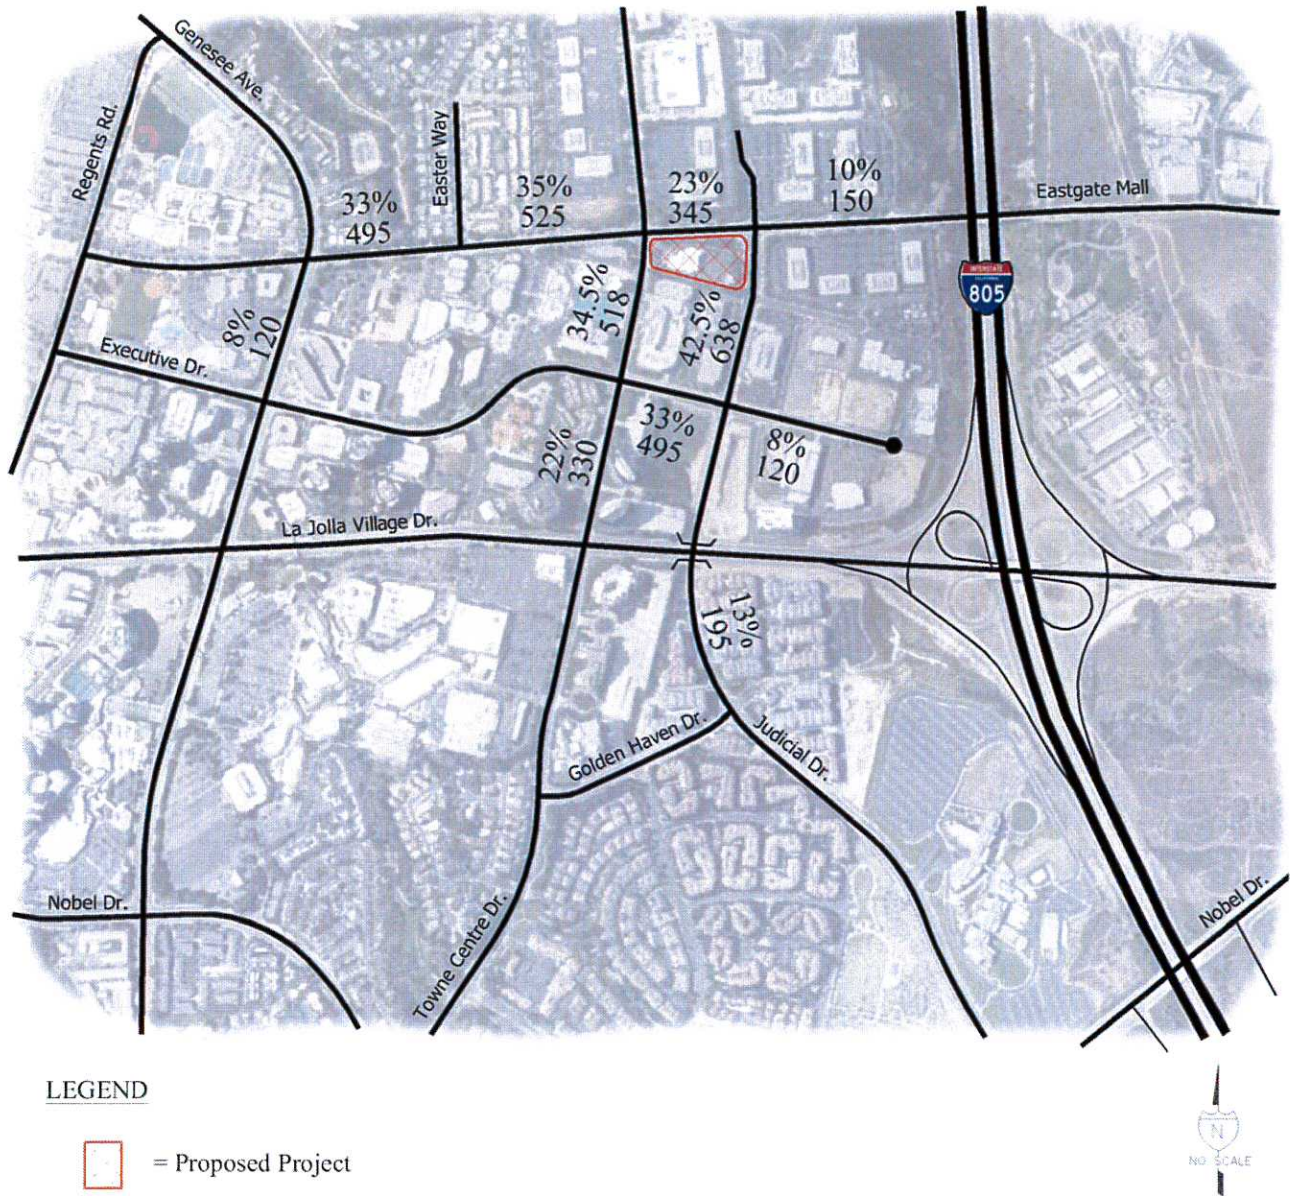 Genesee Ave.
Regents Rd.
Easter Way
33%
495
35%
525
23%
345
10%
150
Eastgate Mall
8%
120
34.5%
518
42.5%
638
INTERSTATE
CALIFORNIA
805
Executive Dr.
22%
330
33%
495
8%
120
La Jolla Village Dr.
13%
195
Golden Haven Dr.
Judicial Dr.
Nobel Dr.
Towne Centre Dr.
Nobel Dr.
LEGEND
= Proposed Project
N
NO SCALE